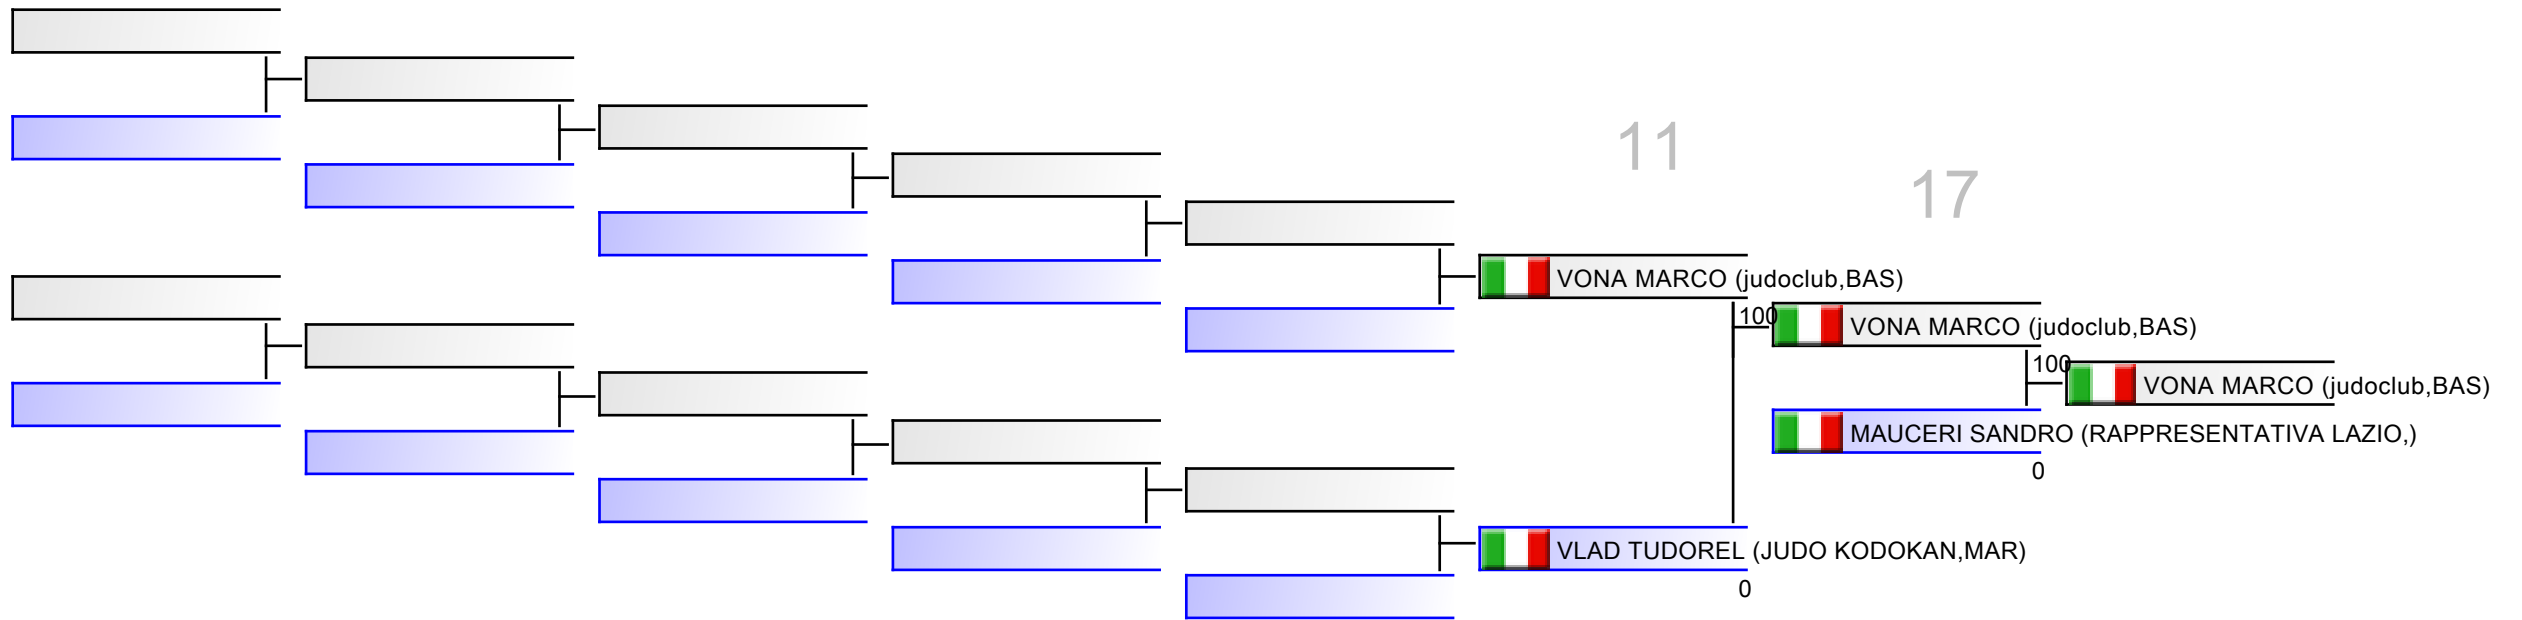 11
17
VONA MARCO (judoclub,BAS)
100
VONA MARCO (judoclub,BAS)
100
VONA MARCO (judoclub,BAS)
MAUCERI SANDRO (RAPPRESENTATIVA LAZIO,)
0
VLAD TUDOREL (JUDO KODOKAN,MAR)
0